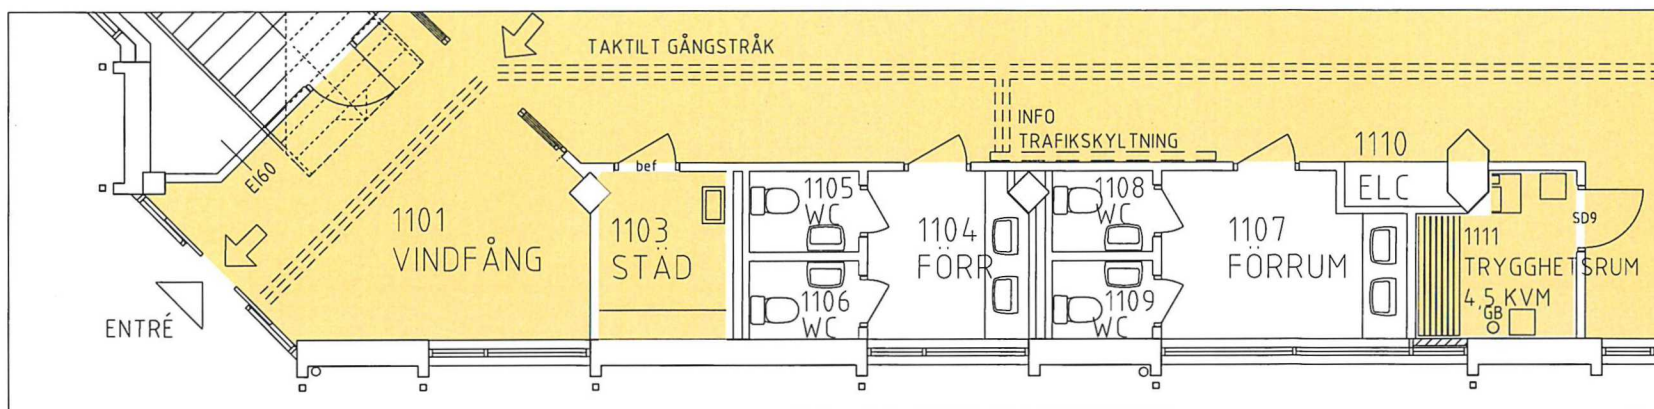 TAKTILT GÅNGSTRÅK
INFO
TRAFIKSKYLTNING
EI60
bef
1101
VINDFÅNG
1103
STÄD
1105
WC
1106
WC
1104
FÖRR
1108
WC
1109
WC
1107
FÖRRUM
1110
ELC
SD9
1111
TRYGGHETSRUM
4,5 KVM
GB
ENTRÉ